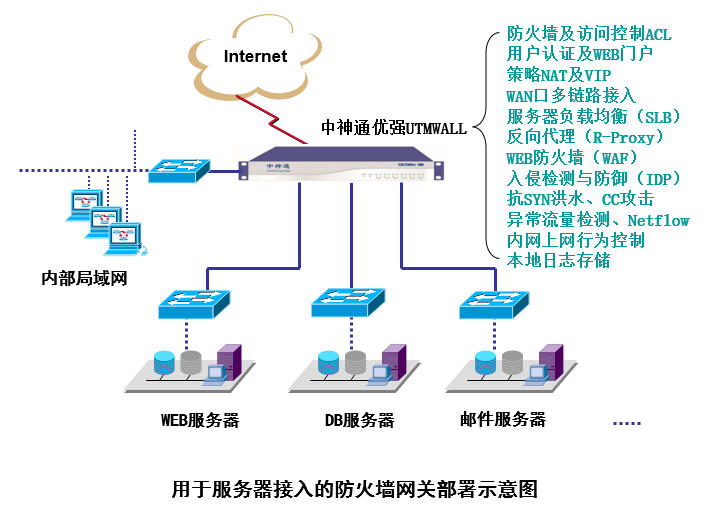 Internet
防火墙及访问控制ACL
用户认证及WEB门户
策略NAT及VIP
WAN口多链路接入
服务器负载均衡（SLB）
反向代理（R-Proxy）
WEB防火墙（WAF）
入侵检测与防御（IDP）
抗SYN洪水、CC攻击
异常流量检测、Netflow
内网上网行为控制
本地日志存储
中神通优强UTMWALL
中神通
内部局域网
WEB服务器
DB服务器
邮件服务器
.....
用于服务器接入的防火墙网关部署示意图